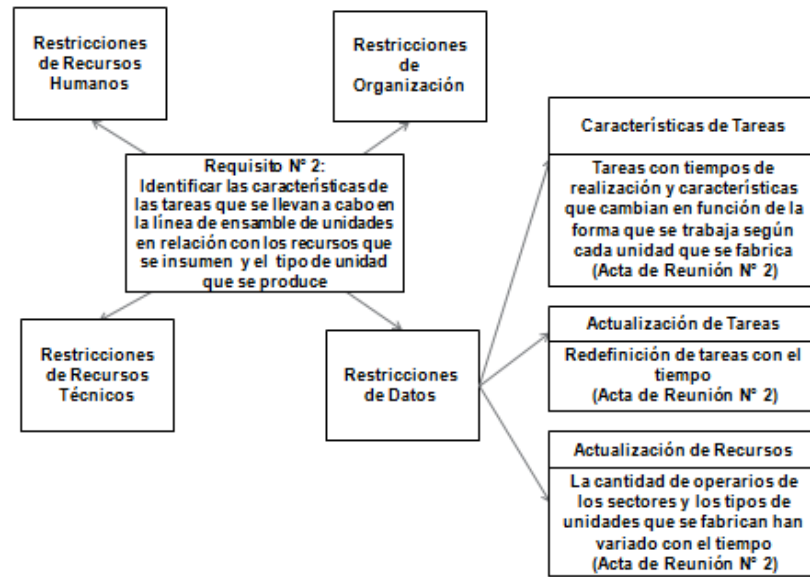 Restricciones
de Recursos
Humanos
Restricciones
de
Organización
Requisito N° 2:
Identificar las características de
las tareas que se llevan a cabo en
la línea de ensamble de unidades
en relación con los recursos que
se insumen y el tipo de unidad
que se produce
Restricciones
de Recursos
Técnicos
Restricciones
de Datos
Características de Tareas
Tareas con tiempos de
realización y características
que cambian en función de la
forma que se trabaja según
cada unidad que se fabrica
(Acta de Reunión N° 2)
Actualización de Tareas
Redefinición de tareas con el
tiempo
(Acta de Reunión N° 2)
Actualización de Recursos
La cantidad de operarios de
los sectores y los tipos de
unidades que se fabrican han
variado con el tiempo
(Acta de Reunión N° 2)